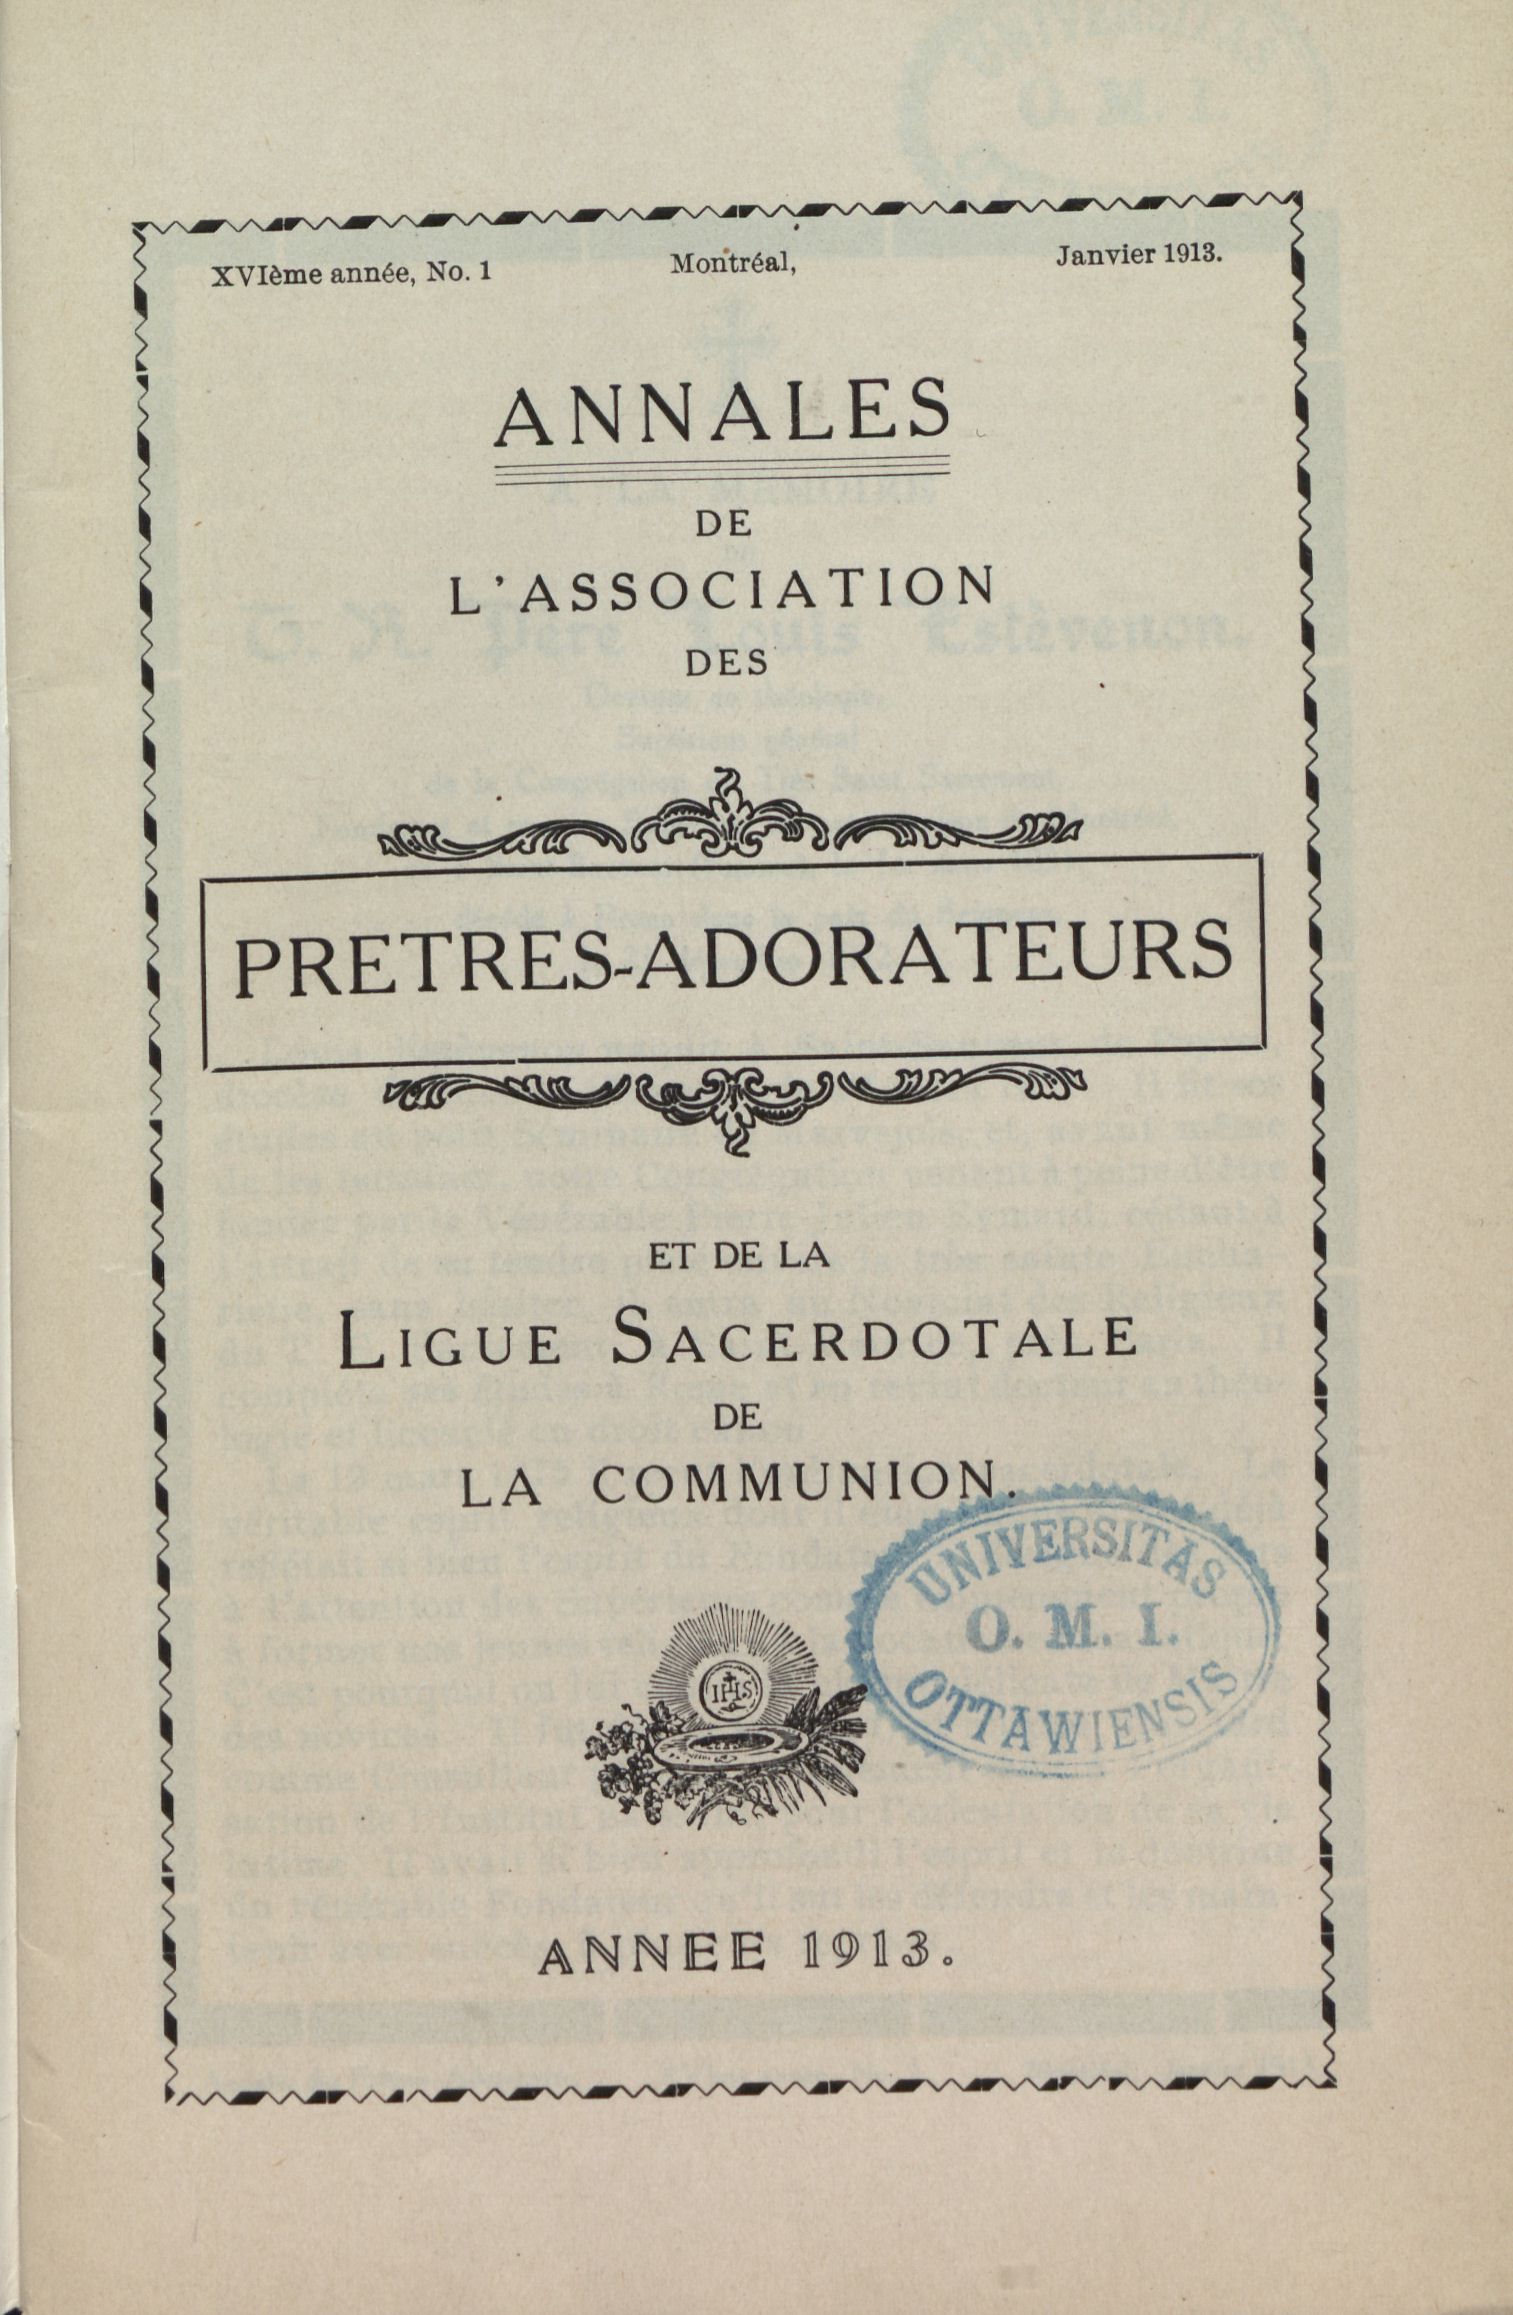 XVIème année, No. 1 Montréal, Janvier 1913.
ANNALES
DE
L'ASSOCIATION
DES
PRETRES-ADORATEURS
ET DE LA
LIGUE SACERDOTALE
DE
LA COMMUNION.
UNIVERSITAS
O. M. I.
OTTAWIENSIS
IHS
ANNEE 1913.